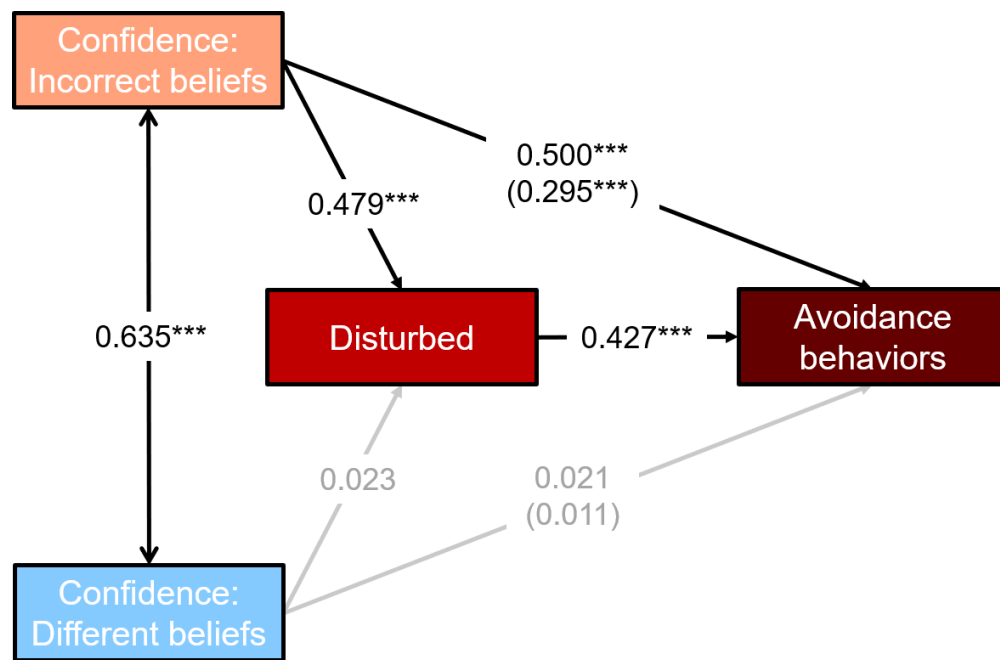 Confidence:
Incorrect beliefs
0.500***
(0.295***)
0.479***
0.635***
Disturbed
0.427***
Avoidance
behaviors
0.023
0.021
(0.011)
Confidence:
Different beliefs